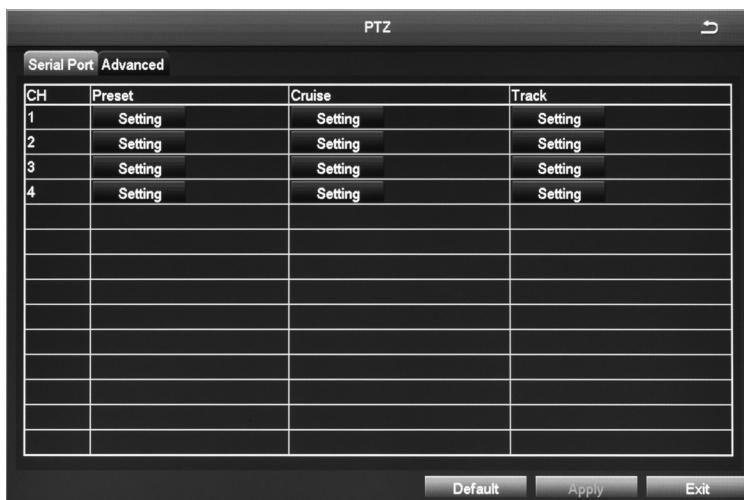 PTZ
Serial Port Advanced
CH Preset Cruise Track
1 Setting Setting Setting
2 Setting Setting Setting
3 Setting Setting Setting
4 Setting Setting Setting
Default Apply Exit